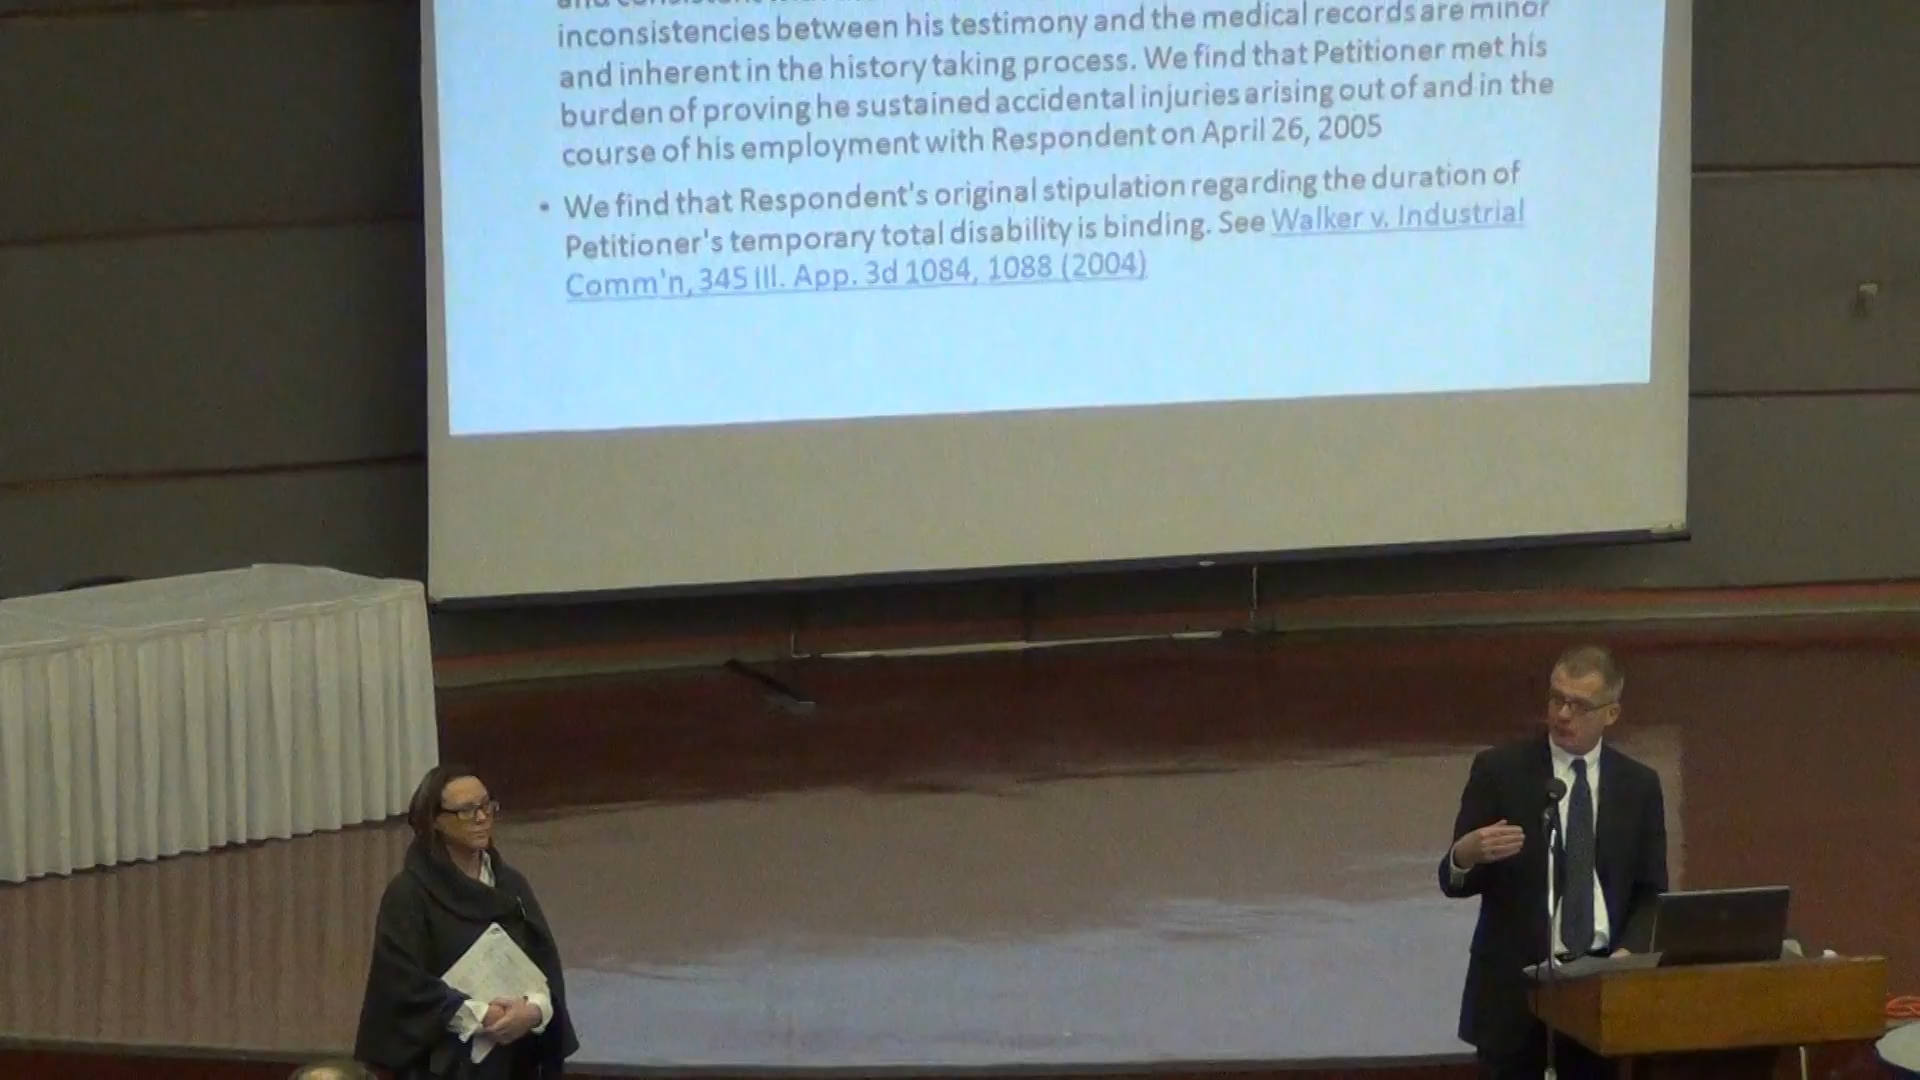 and consistent
inconsistencies between his testimony and the medical records are minor
and inherent in the history taking process. We find that Petitioner met his
burden of proving he sustained accidental injuries arising out of and in the
course of his employment with Respondent on April 26, 2005
• We find that Respondent's original stipulation regarding the duration of
Petitioner's temporary total disability is binding. See Walker v. Industrial
Comm'n, 345 Ill. App. 3d 1084, 1088 (2004)